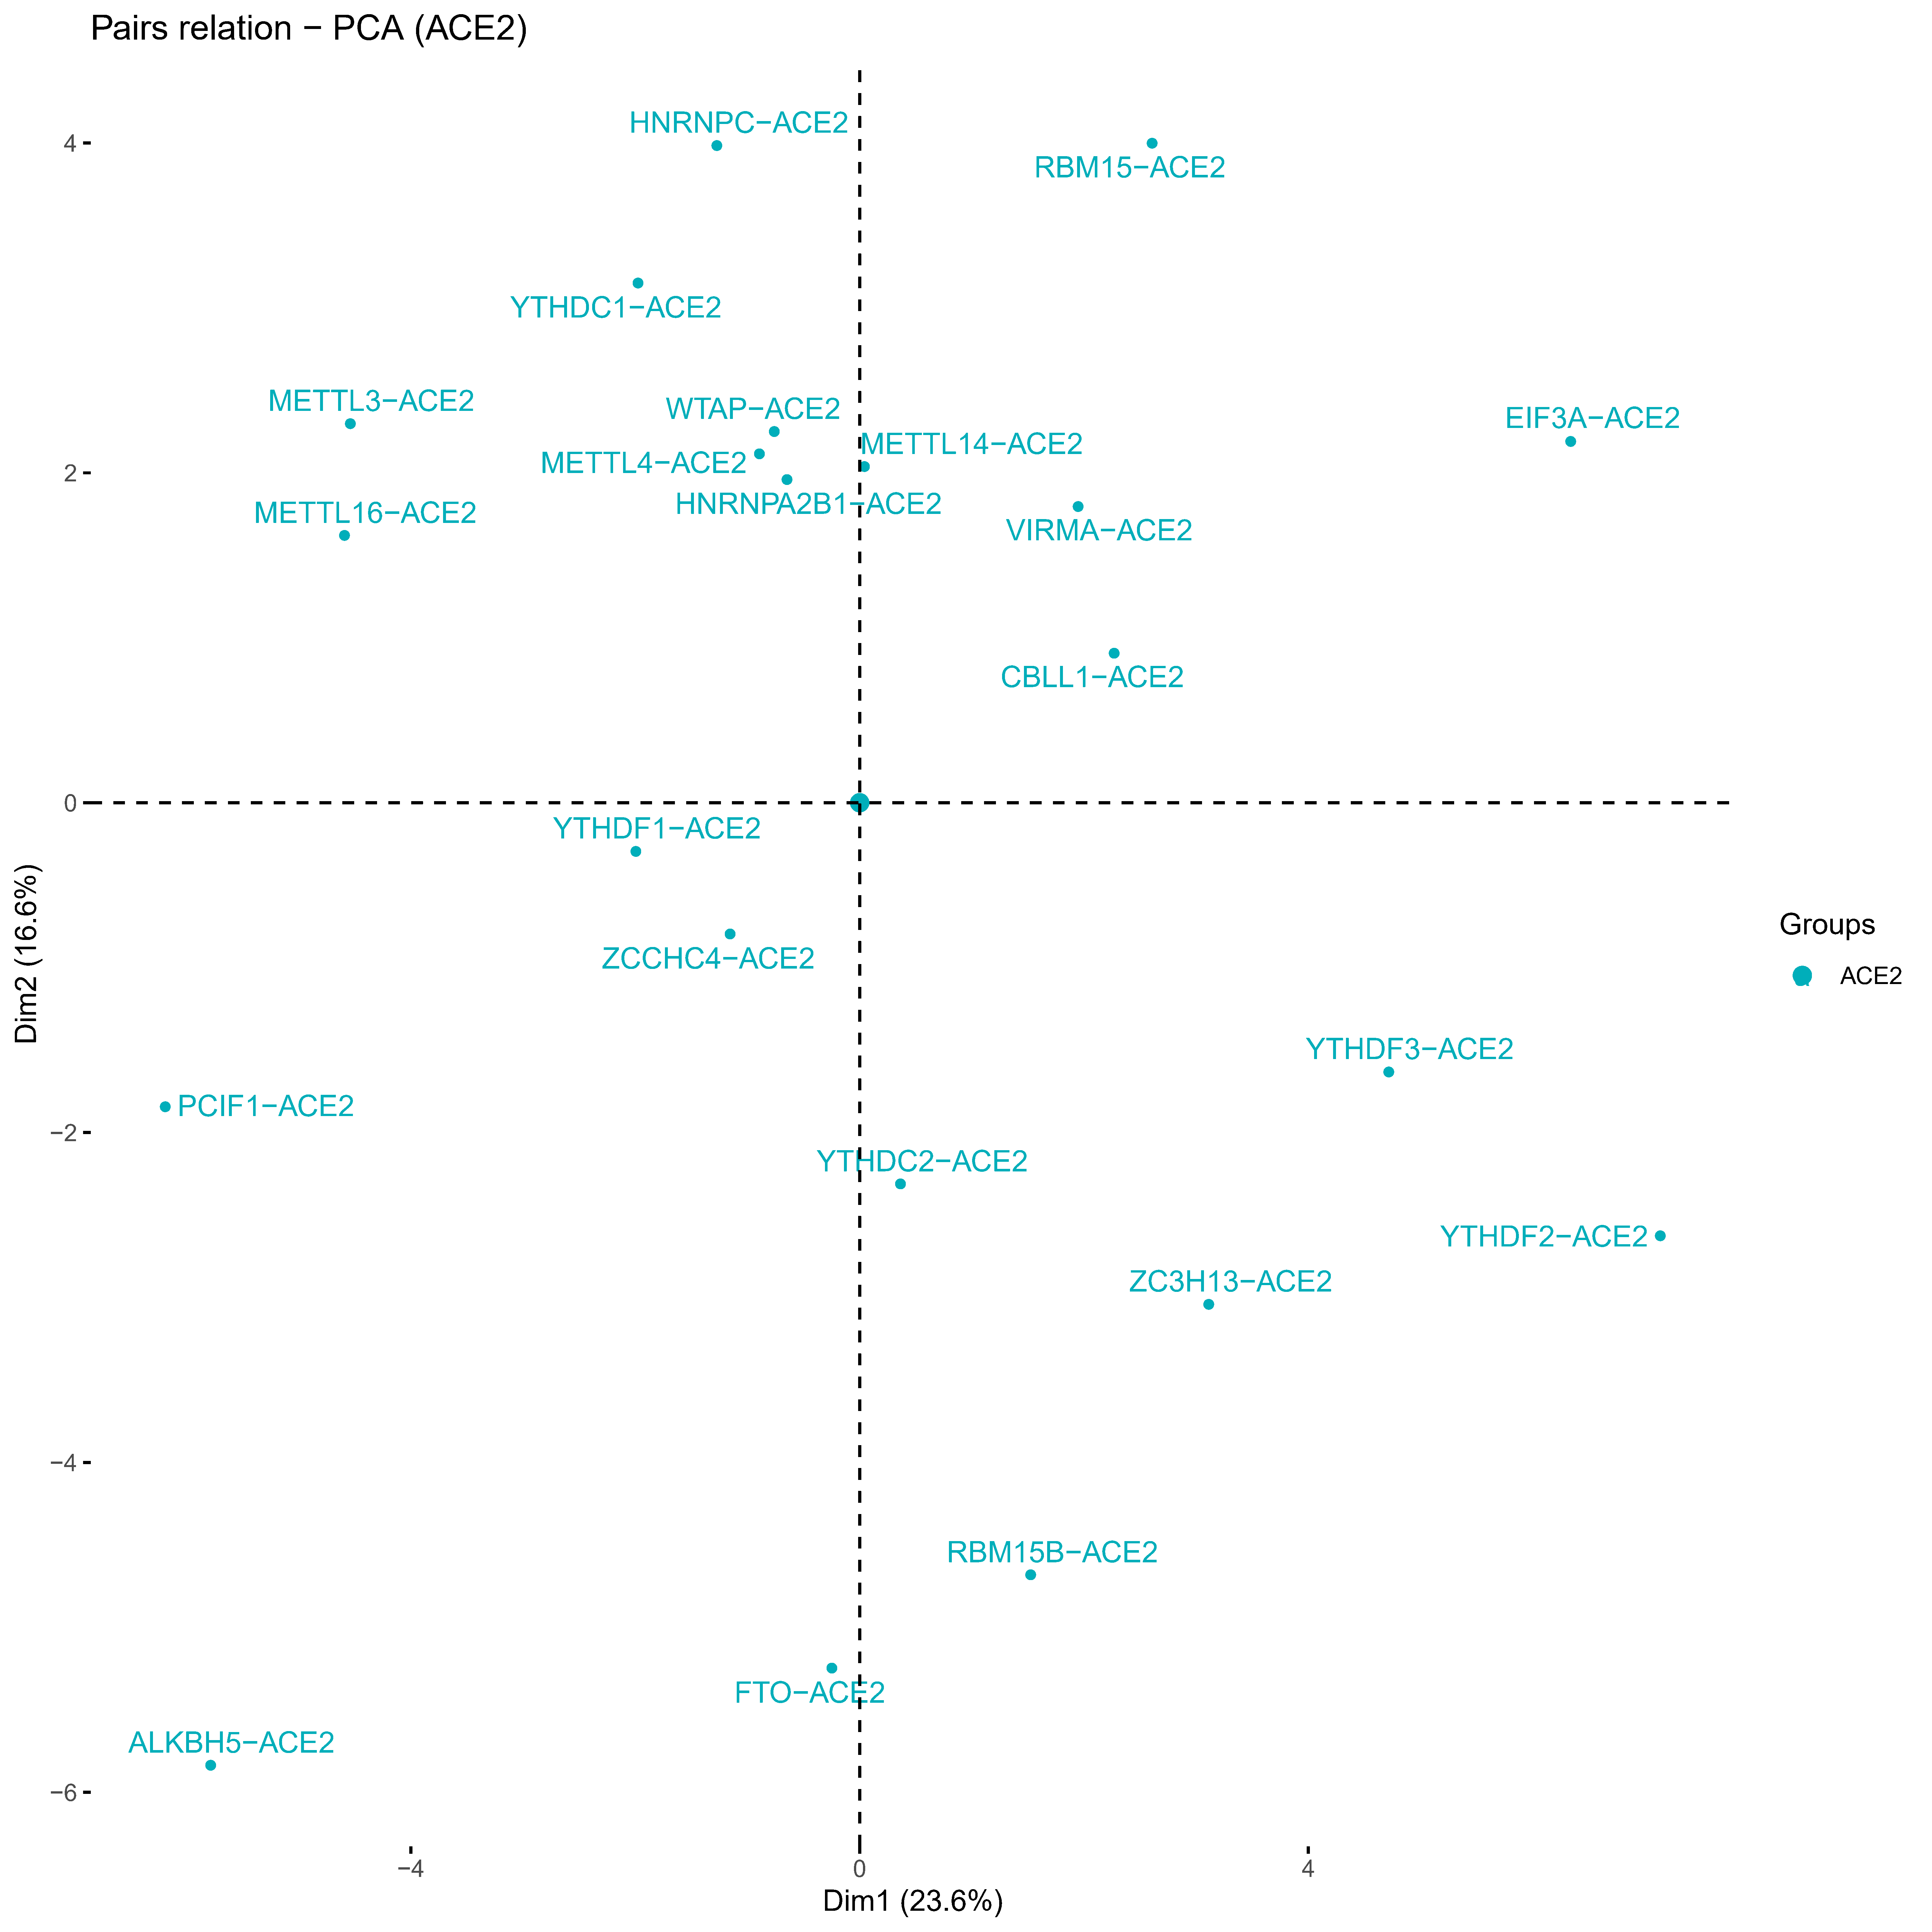 Pairs relation − PCA (ACE2)
HNRNPC−ACE2
4
RBM15−ACE2
YTHDC1−ACE2
METTL3−ACE2
WTAP−ACE2
EIF3A−ACE2
METTL14−ACE2
METTL4−ACE2
2
HNRNPA2B1−ACE2
METTL16−ACE2
VIRMA−ACE2
CBLL1−ACE2
0
YTHDF1−ACE2
ZCCHC4−ACE2
Dim2 (16.6%)
Groups
ACE2
YTHDF3−ACE2
PCIF1−ACE2
−2
YTHDC2−ACE2
YTHDF2−ACE2
ZC3H13−ACE2
−4
RBM15B−ACE2
FTO−ACE2
ALKBH5−ACE2
−6
−4
0
4
Dim1 (23.6%)